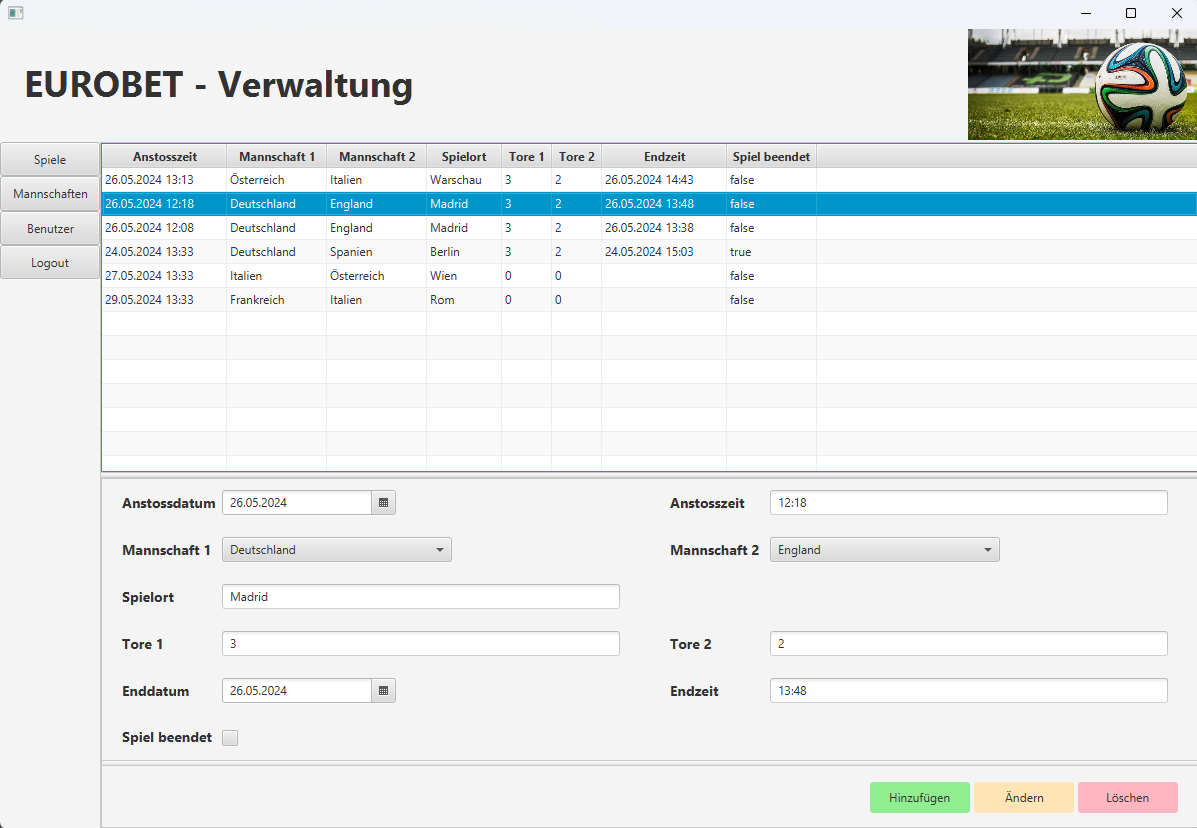 EUROBET - Verwaltung
Spiele
Mannschaften
Benutzer
Logout
Anstosszeit Mannschaft 1 Mannschaft 2 Spielort Tore 1 Tore 2 Endzeit Spiel beendet
26.05.2024 13:13 Österreich Italien Warschau 3 2 26.05.2024 14:43 false
26.05.2024 12:18 Deutschland England Madrid 3 2 26.05.2024 13:48 false
26.05.2024 12:08 Deutschland England Madrid 3 2 26.05.2024 13:38 false
24.05.2024 13:33 Deutschland Spanien Berlin 3 2 24.05.2024 15:03 true
27.05.2024 13:33 Italien Österreich Wien 0 0 false
29.05.2024 13:33 Frankreich Italien Rom 0 0 false
Anstossdatum 26.05.2024 Anstosszeit 12:18
Mannschaft 1 Deutschland Mannschaft 2 England
Spielort Madrid
Tore 1 3 Tore 2 2
Enddatum 26.05.2024 Endzeit 13:48
Spiel beendet
Hinzufügen Ändern Löschen